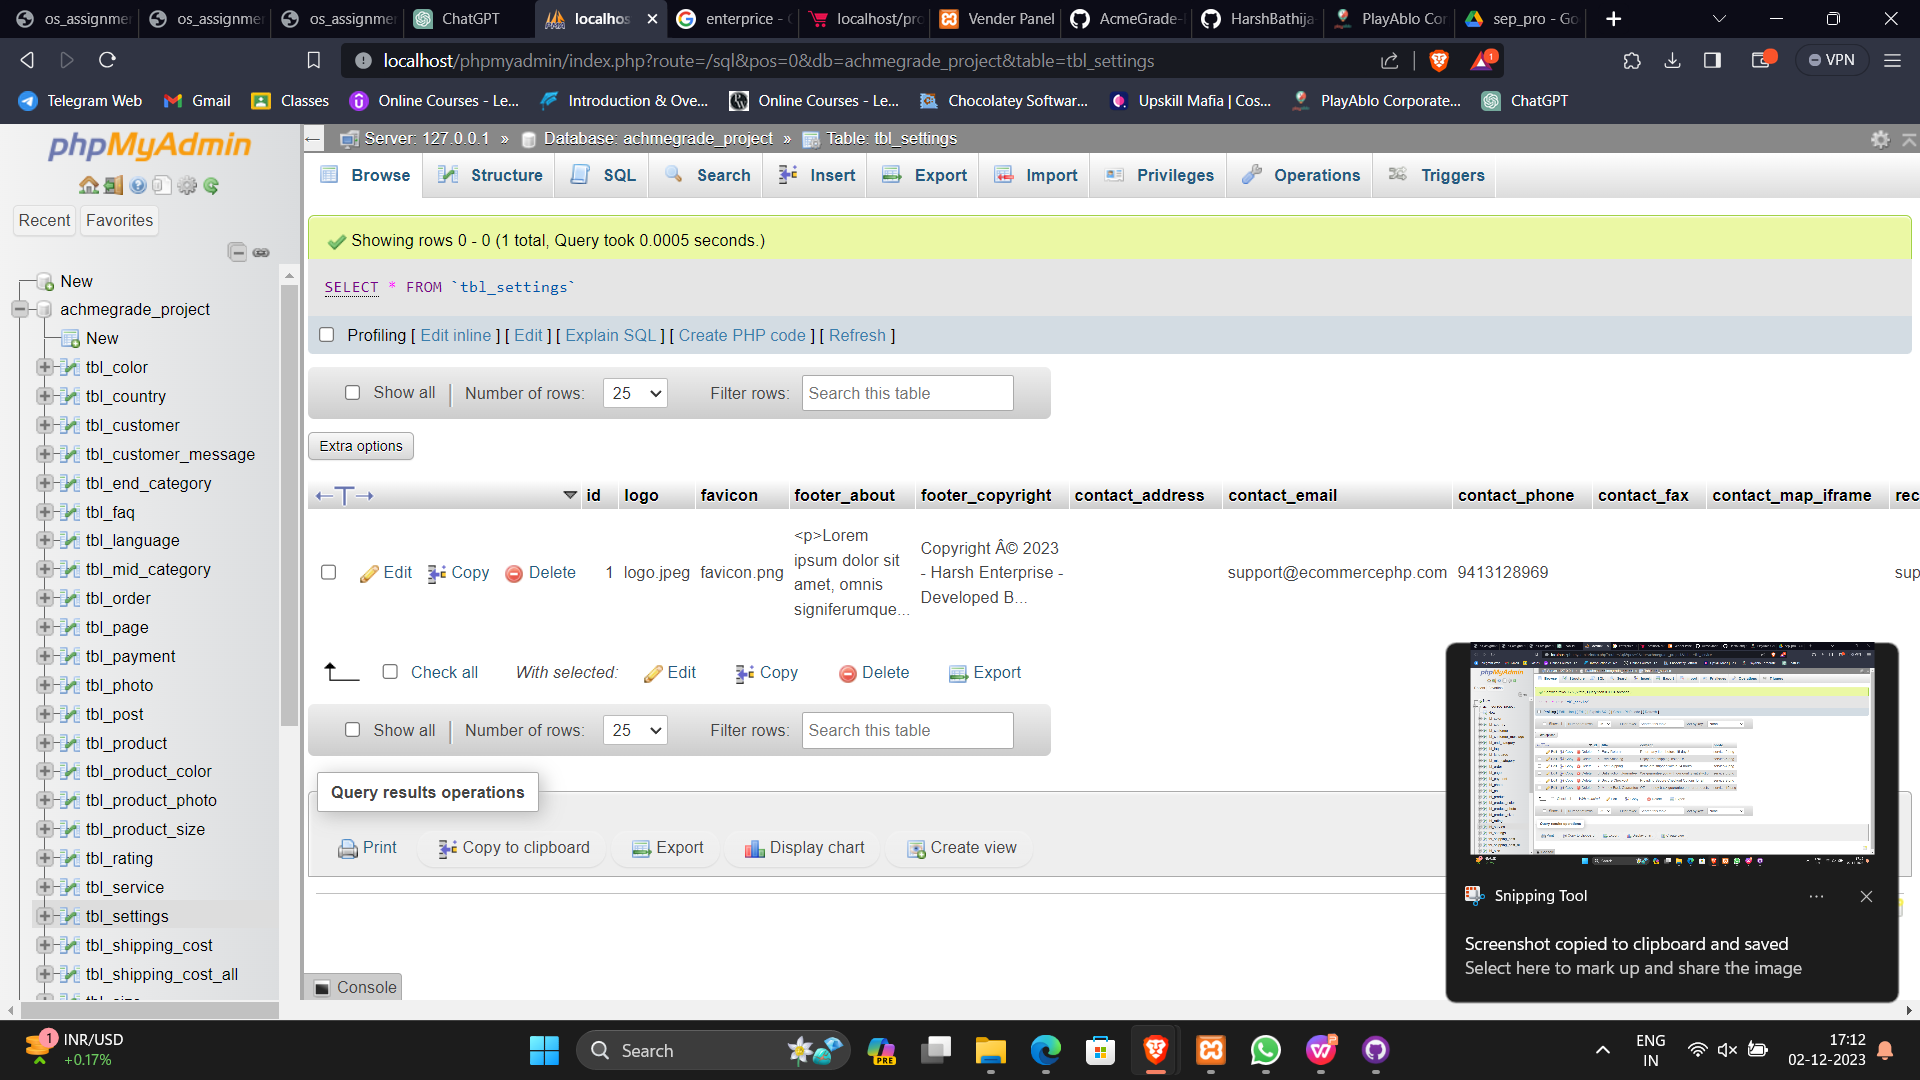 os_assignmen
os_assignmen
os_assignmen
ChatGPT
localhos
enterprice - G
localhost/pro
Vender Panel
AcmeGrade-
HarshBathija
PlayAblo Cor
sep_pro - Go
localhost/phpmyadmin/index.php?route=/sql&pos=0&db=achmegrade_project&table=tbl_settings
1
VPN
Telegram Web
Gmail
Classes
Online Courses - Le...
Introduction & Ove...
Online Courses - Le...
Chocolatey Softwar...
Upskill Mafia | Cos...
PlayAblo Corporate...
ChatGPT
phpMyAdmin
Recent
Favorites
New
achmegrade_project
New
tbl_color
tbl_country
tbl_customer
tbl_customer_message
tbl_end_category
tbl_faq
tbl_language
tbl_mid_category
tbl_order
tbl_page
tbl_payment
tbl_photo
tbl_post
tbl_product
tbl_product_color
tbl_product_photo
tbl_product_size
tbl_rating
tbl_service
tbl_settings
tbl_shipping_cost
tbl_shipping_cost_all
Server: 127.0.0.1 » Database: achmegrade_project » Table: tbl_settings
Browse
Structure
SQL
Search
Insert
Export
Import
Privileges
Operations
Triggers
Showing rows 0 - 0 (1 total, Query took 0.0005 seconds.)
SELECT * FROM `tbl_settings`
Profiling [ Edit inline ] [ Edit ] [ Explain SQL ] [ Create PHP code ] [ Refresh ]
Show all
Number of rows:
25
Filter rows:
Search this table
Extra options
id
logo
favicon
footer_about
footer_copyright
contact_address
contact_email
contact_phone
contact_fax
contact_map_iframe
rec
Edit
Copy
Delete
1
logo.jpeg
favicon.png
<p>Lorem
ipsum dolor sit
amet, omnis
signiferumque...
Copyright Â© 2023
- Harsh Enterprise -
Developed B...
support@ecommercephp.com
9413128969
sup
Check all
With selected:
Edit
Copy
Delete
Export
Show all
Number of rows:
25
Filter rows:
Search this table
Query results operations
Print
Copy to clipboard
Export
Display chart
Create view
Console
Snipping Tool
Screenshot copied to clipboard and saved
Select here to mark up and share the image
1
INR/USD
+0.17%
Search
PRE
ENG
IN
17:12
02-12-2023